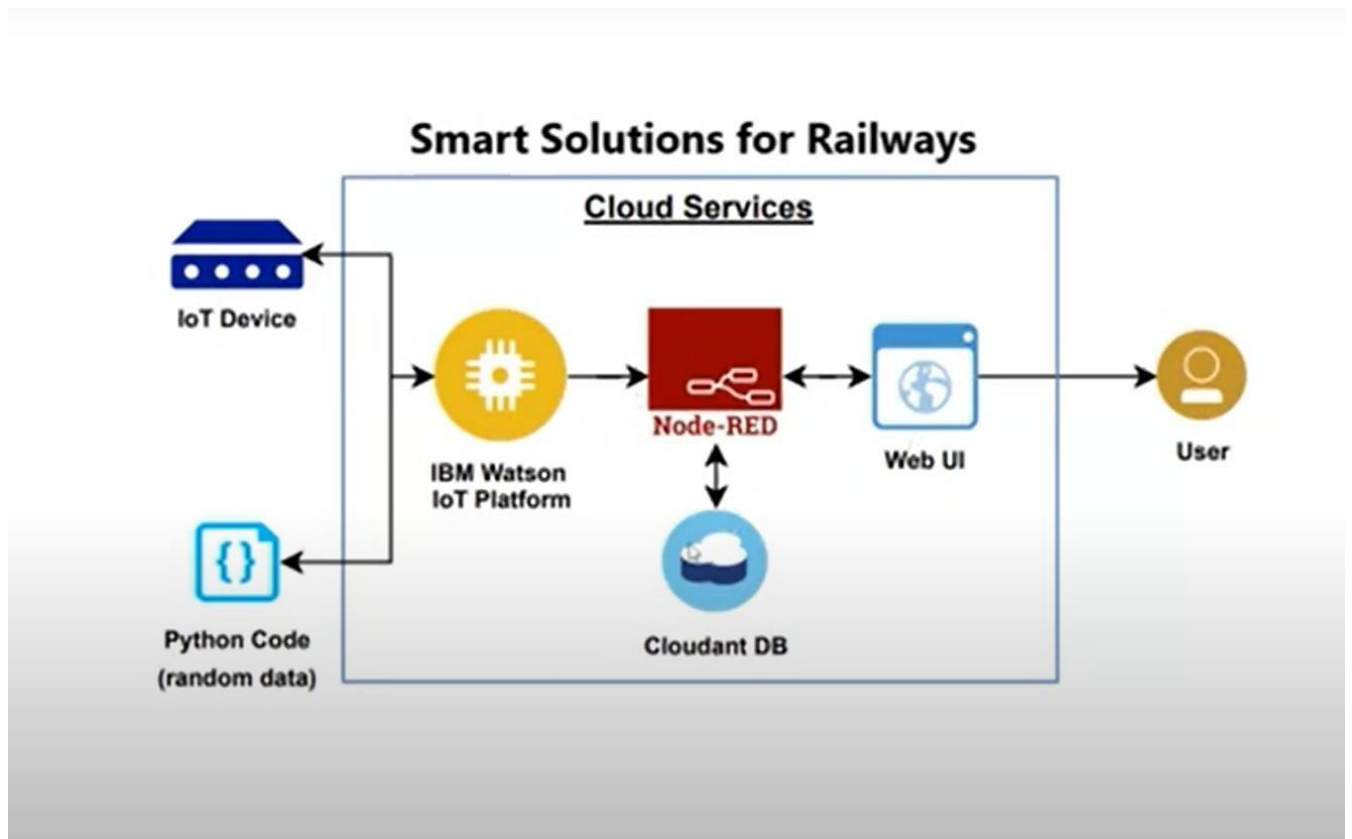 Smart Solutions for Railways
Cloud Services
IoT Device
IBM Watson
IoT Platform
Node-RED
Web UI
User
Cloudant DB
{}
Python Code
(random data)